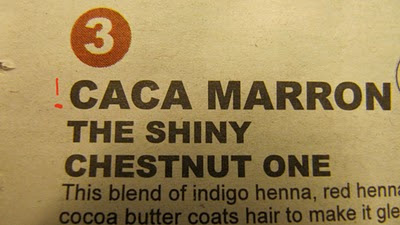 3
! CACA MARRON
THE SHINY
CHESTNUT ONE
This blend of indigo henna, red henna
cocoa butter coats hair to make it gle